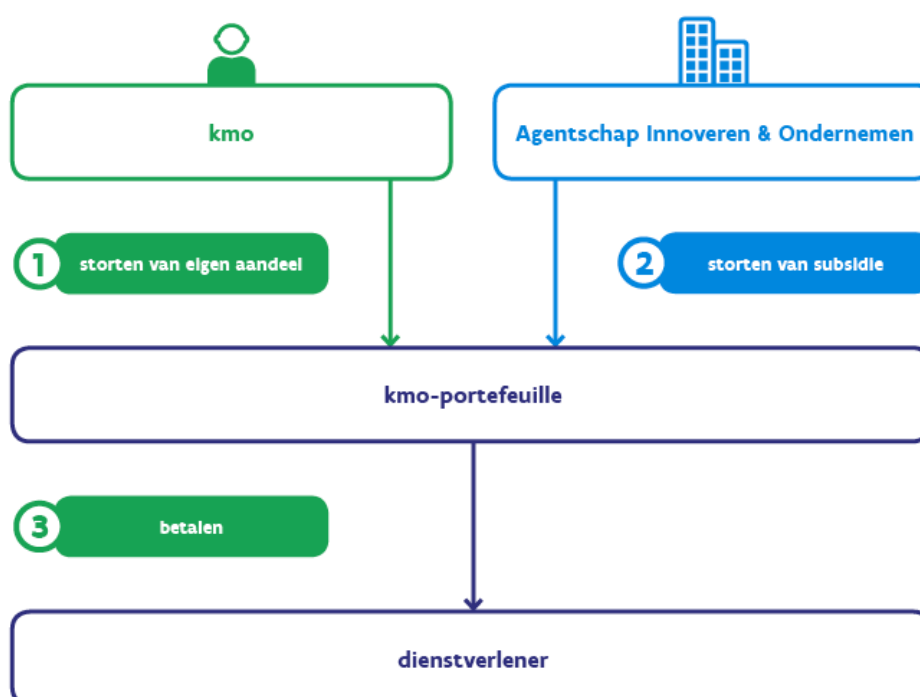 kmo
Agentschap Innoveren & Ondernemen
1 storten van eigen aandeel
2 storten van subsidie
kmo-portefeuille
3 betalen
dienstverlener